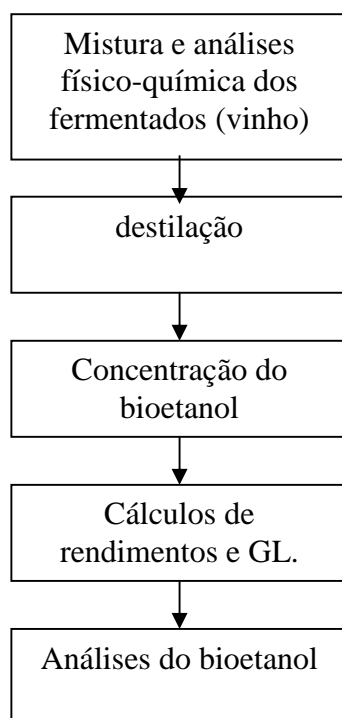 Mistura e análises
físico-química dos
fermentados (vinho)
destilação
Concentração do
bioetanol
Cálculos de
rendimentos e GL.
Análises do bioetanol